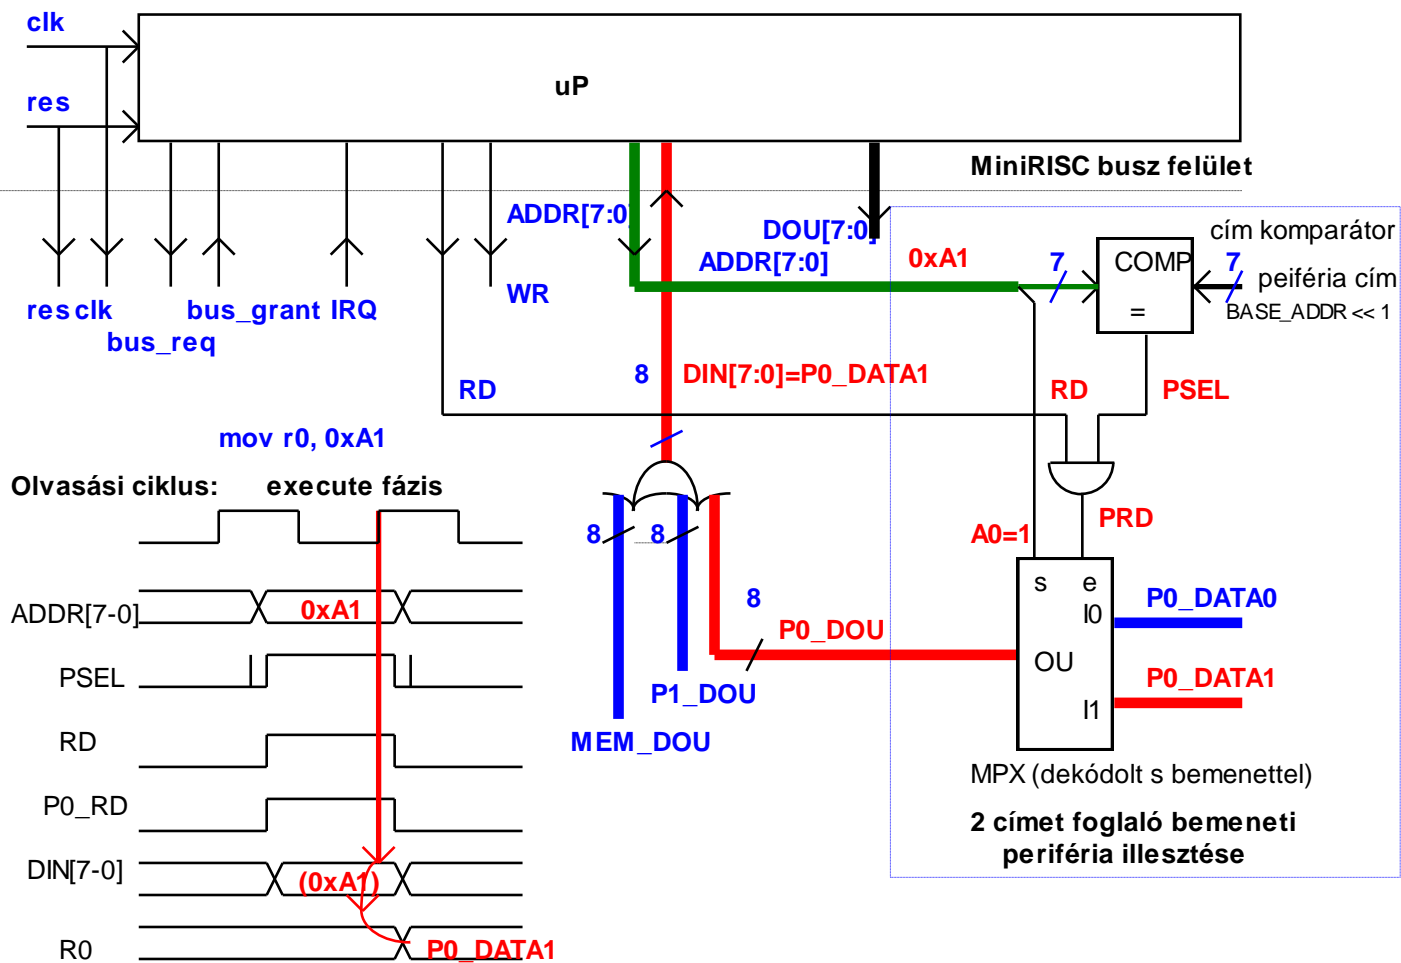 clk
uP
res
MiniRISC busz felület
ADDR[7:0]
DOU[7:0]
cím komparátor
ADDR[7:0]
0xA1
7
COMP
=
7
peiféria cím
BASE_ADDR << 1
res clk
bus_req
bus_grant IRQ
WR
RD
8
DIN[7:0]=P0_DATA1
RD
PSEL
mov r0, 0xA1
Olvasási ciklus:
execute fázis
8
8
A0=1
PRD
s
e
I0
OU
I1
P0_DATA0
P0_DATA1
8
P0_DOU
P1_DOU
MEM_DOU
ADDR[7-0]
0xA1
PSEL
RD
P0_RD
DIN[7-0]
(0xA1)
R0
P0_DATA1
MPX (dekódolt s bemenettel)
2 címet foglaló bemeneti
periféria illesztése